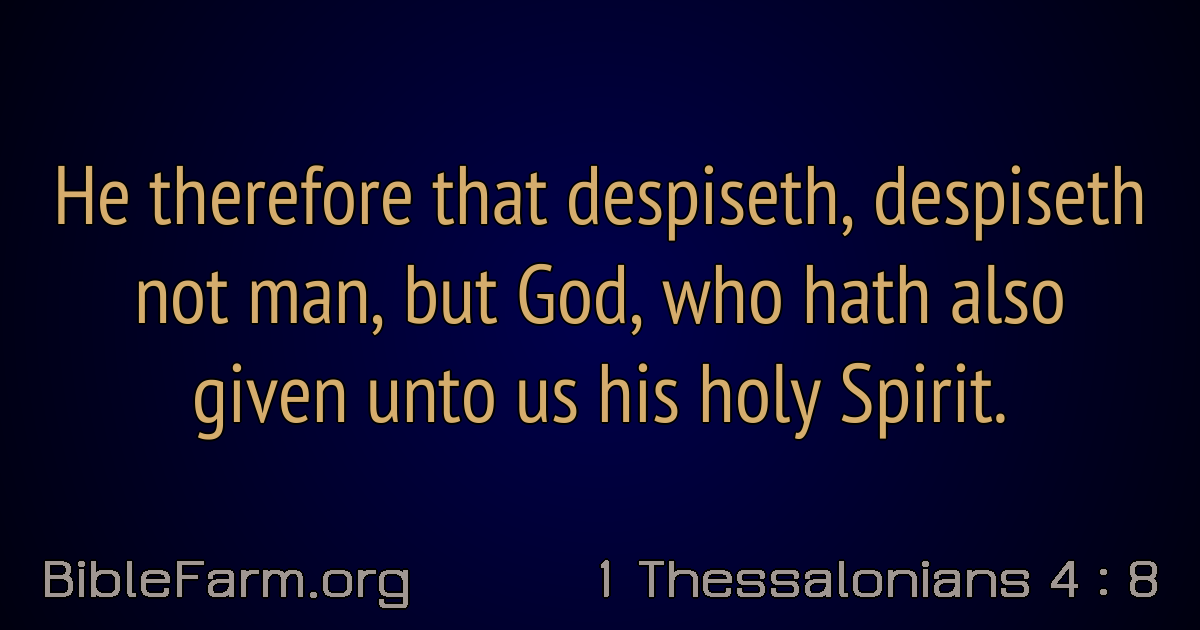 He therefore that despiseth, despiseth
not man, but God, who hath also
given unto us his holy Spirit.
BibleFarm.org
1 Thessalonians 4 : 8